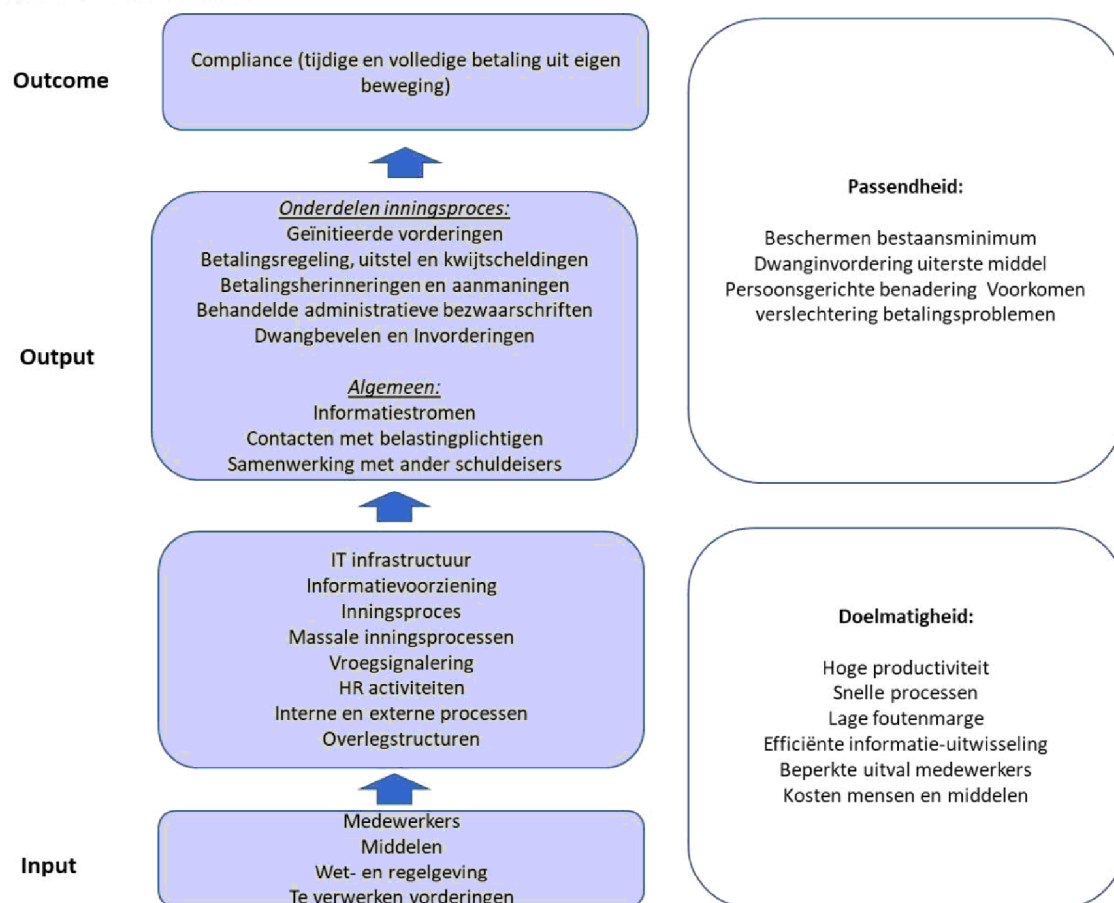 Outcome
Compliance (tijdige en volledige betaling uit eigen
beweging)
Output
Onderdelen inningsproces:
Geïnitieerde vorderingen
Betalingsregeling, uitstel en kwijtscheldingen
Betalingsherinneringen en aanmaningen
Behandelde administratieve bezwaarschriften
Dwangbevelen en Invorderingen
Algemeen:
Informatiestromen
Contacten met belastingplichtigen
Samenwerking met ander schuldeisers
IT infrastructuur
Informatievoorziening
Inningsproces
Massale inningsprocessen
Vroegsignalering
HR activiteiten
Interne en externe processen
Overlegstructuren
Input
Medewerkers
Middelen
Wet- en regelgeving
Te verwerken vorderingen
Passendheid:
Beschermen bestaansminimum
Dwanginvordering uiterste middel
Persoonsgerichte benadering Voorkomen
verslechtering betalingsproblemen
Doelmatigheid:
Hoge productiviteit
Snelle processen
Lage foutenmarge
Efficiënte informatie-uitwisseling
Beperkte uitval medewerkers
Kosten mensen en middelen